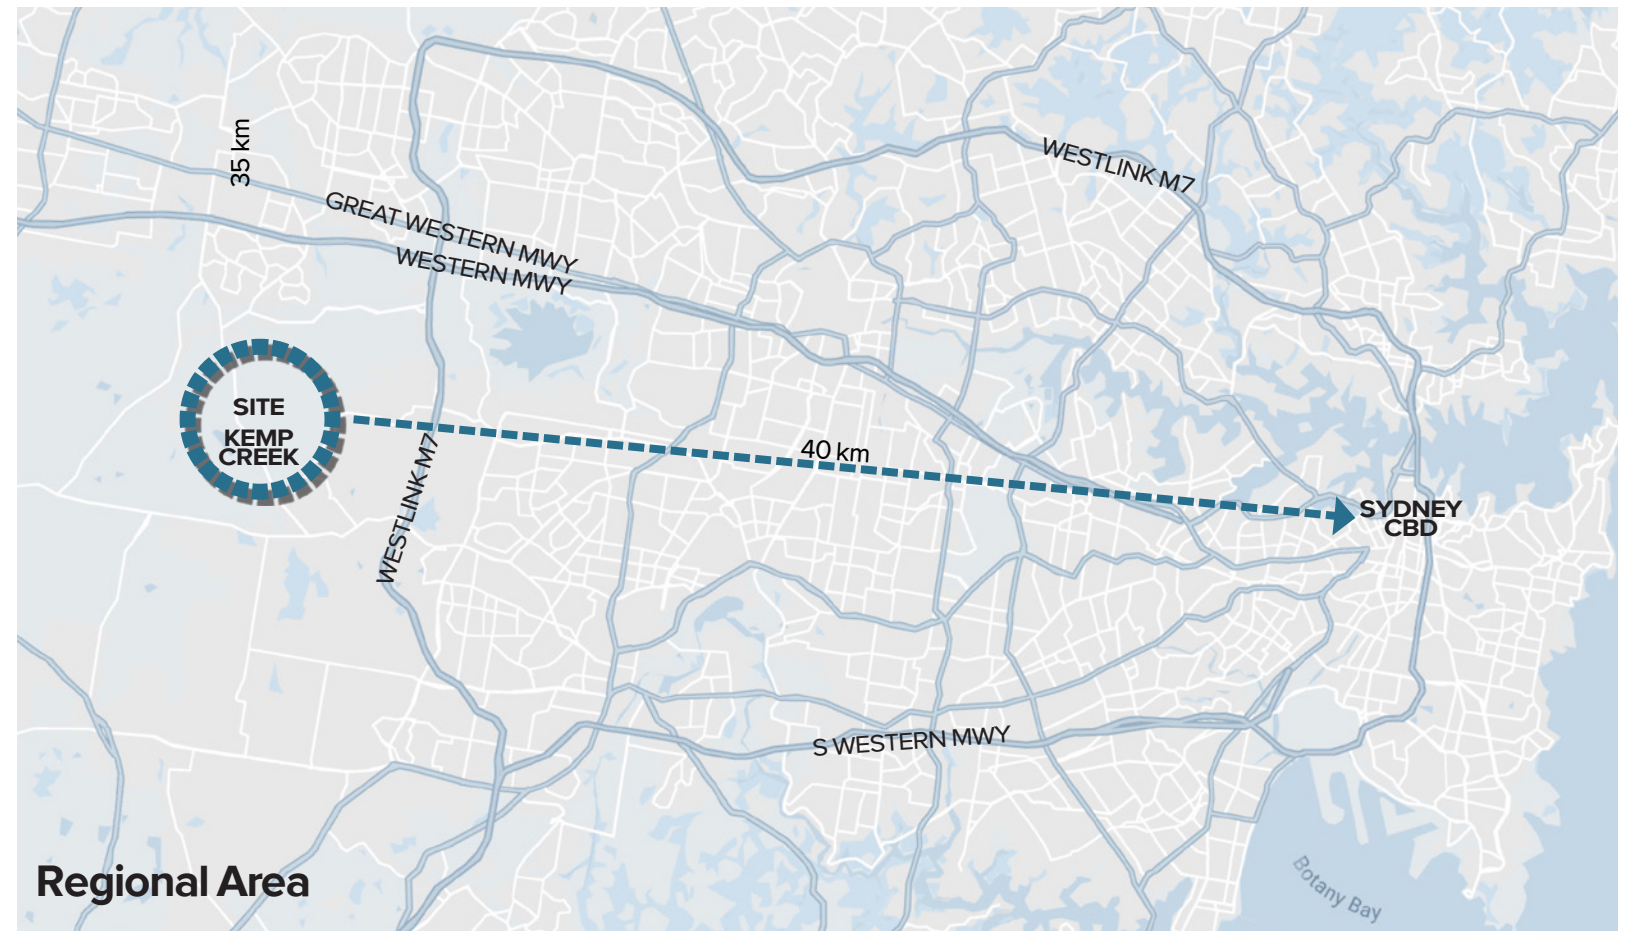 35 km
WESTLINK M7
GREAT WESTERN MWY
WESTERN MWY
SITE
KEMP
CREEK
40 km
WESTLINK M7
SYDNEY
CBD
S WESTERN MWY
Regional Area
Botany Bay